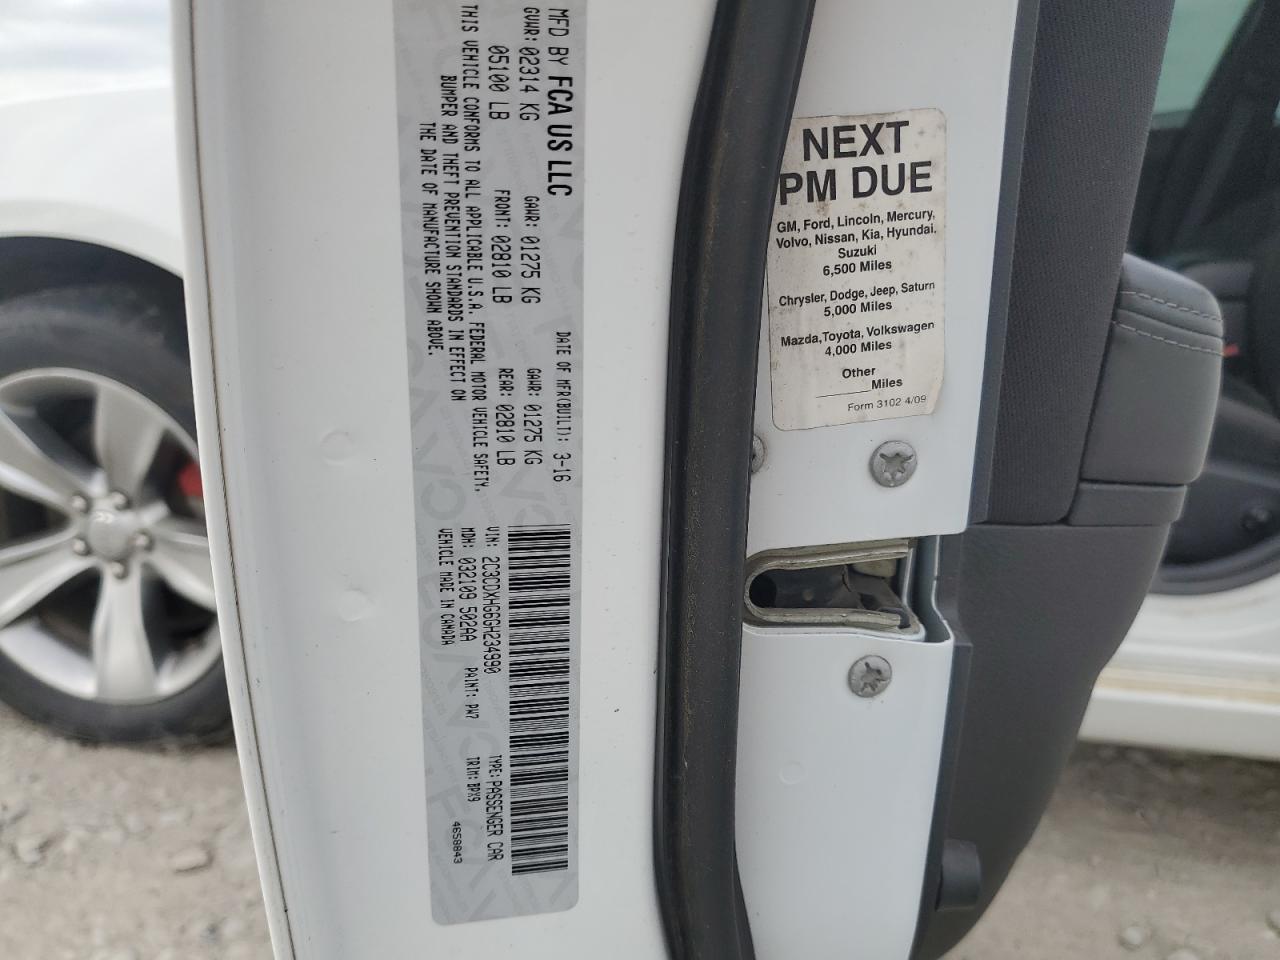 MFD BY FCA US LLC
DATE OF MFR(BUILT): 3-16
GVWR: 02314 KG
GAWR: 01275 KG
GAWR: 01275 KG
05100 LB
FRONT: 02810 LB
REAR: 02810 LB
THIS VEHICLE CONFORMS TO ALL APPLICABLE U.S.A. FEDERAL MOTOR VEHICLE SAFETY,
BUMPER AND THEFT PREVENTION STANDARDS IN EFFECT ON
THE DATE OF MANUFACTURE SHOWN ABOVE.
VIN: 2C3CDXHG6GH234990
TYPE: PASSENGER CAR
MDH: 032109 502AA
PAINT: PW7
TRIM: BPX9
VEHICLE MADE IN CANADA
4658843
NEXT
PM DUE
GM, Ford, Lincoln, Mercury,
Volvo, Nissan, Kia, Hyundai.
Suzuki
6,500 Miles
Chrysler, Dodge, Jeep, Saturn
5,000 Miles
Mazda, Toyota, Volkswagen
4,000 Miles
Other
______Miles
Form 3102 4/09